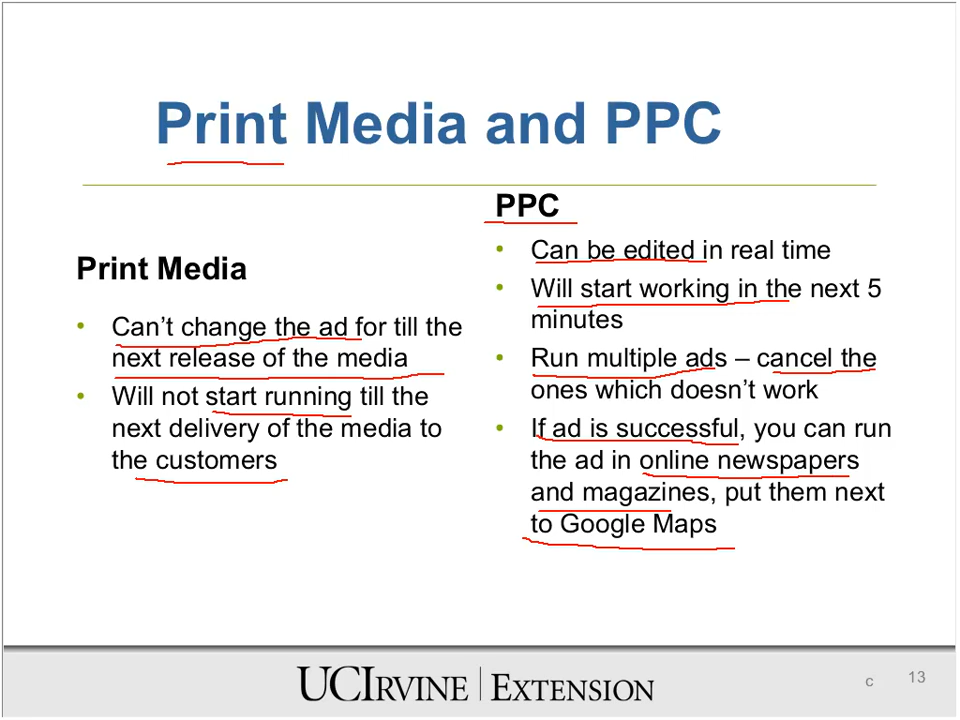 Print Media and PPC
Print Media
• Can't change the ad for till the
next release of the media
• Will not start running till the
next delivery of the media to
the customers
PPC
• Can be edited in real time
• Will start working in the next 5
minutes
• Run multiple ads – cancel the
ones which doesn't work
• If ad is successful, you can run
the ad in online newspapers
and magazines, put them next
to Google Maps
UCIRVINE | EXTENSION
c 13